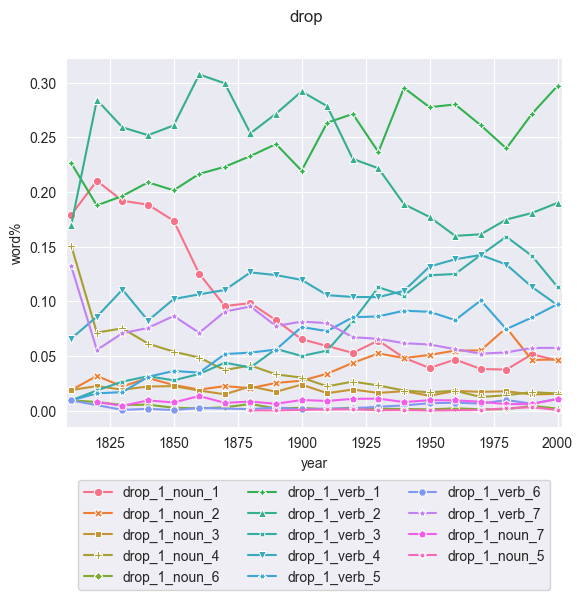 drop
0.30
0.25
0.20
0.15
0.10
0.05
0.00
word%
1825 1850 1875 1900 1925 1950 1975 2000
year
drop_1_noun_1 drop_1_verb_1 drop_1_verb_6
drop_1_noun_2 drop_1_verb_2 drop_1_verb_7
drop_1_noun_3 drop_1_verb_3 drop_1_noun_7
drop_1_noun_4 drop_1_verb_4 drop_1_noun_5
drop_1_noun_6 drop_1_verb_5